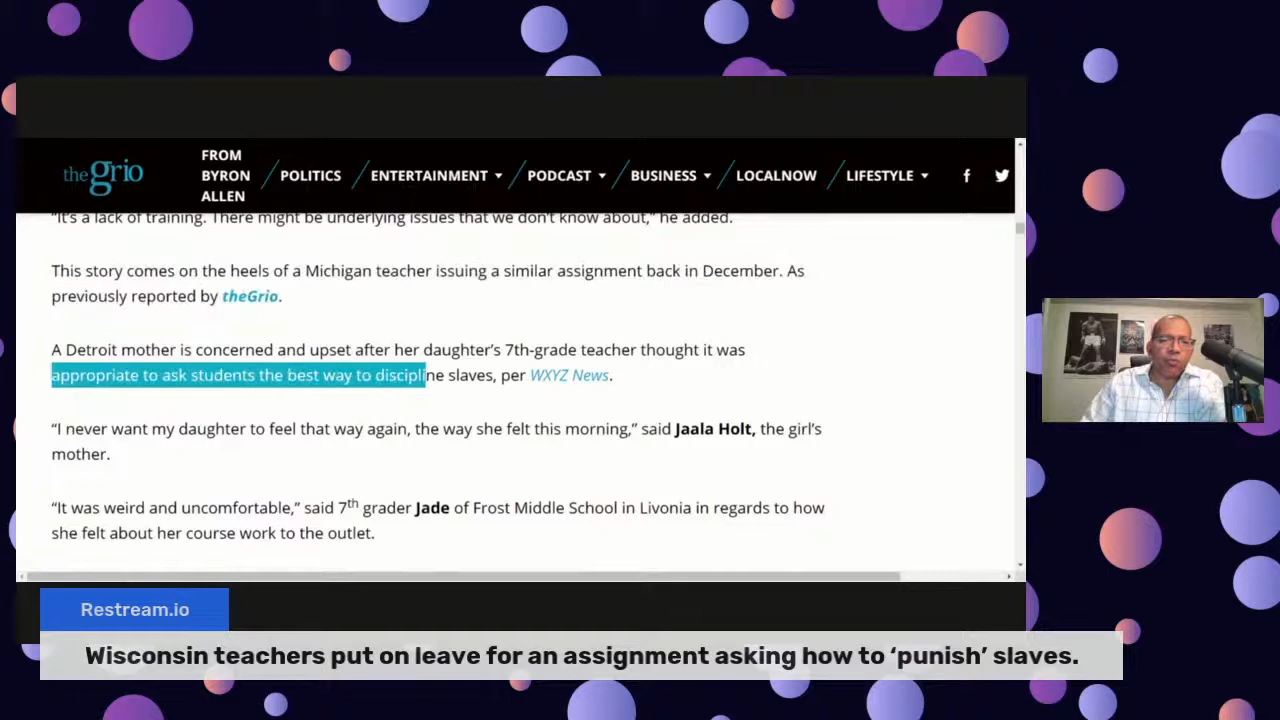 the grio
FROM
BYRON
ALLEN
POLITICS
ENTERTAINMENT
PODCAST
BUSINESS
LOCALNOW
LIFESTYLE
“It’s a lack of training. There might be underlying issues that we don’t know about,” he added.
This story comes on the heels of a Michigan teacher issuing a similar assignment back in December. As
previously reported by theGrio.
A Detroit mother is concerned and upset after her daughter’s 7th-grade teacher thought it was
appropriate to ask students the best way to discipline slaves, per WXYZ News.
“I never want my daughter to feel that way again, the way she felt this morning,” said Jaala Holt, the girl’s
mother.
“It was weird and uncomfortable,” said 7th grader Jade of Frost Middle School in Livonia in regards to how
she felt about her course work to the outlet.
Restream.io
Wisconsin teachers put on leave for an assignment asking how to ‘punish’ slaves.